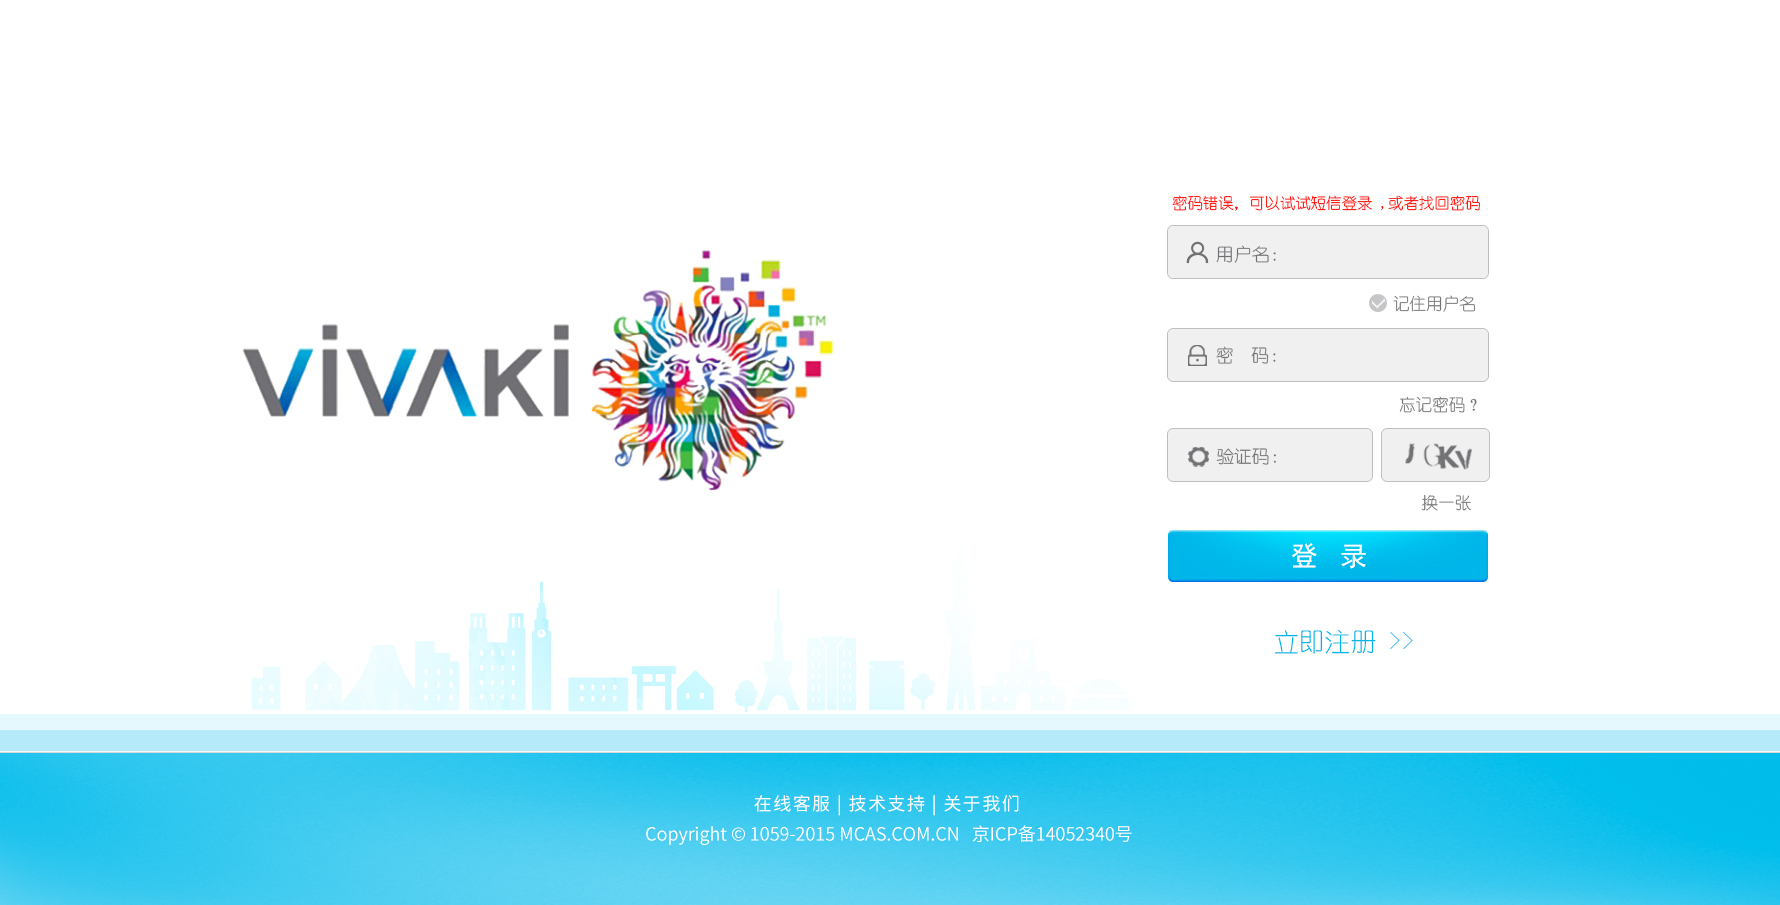 密码错误，可以试试短信登录 , 或者找回密码
用户名：
记住用户名
密 码：
忘记密码？
验证码：
换一张
登 录
立即注册 >>
VIVAKI TM
在线客服 | 技术支持 | 关于我们
Copyright © 1059-2015 MCAS.COM.CN 京ICP备14052340号